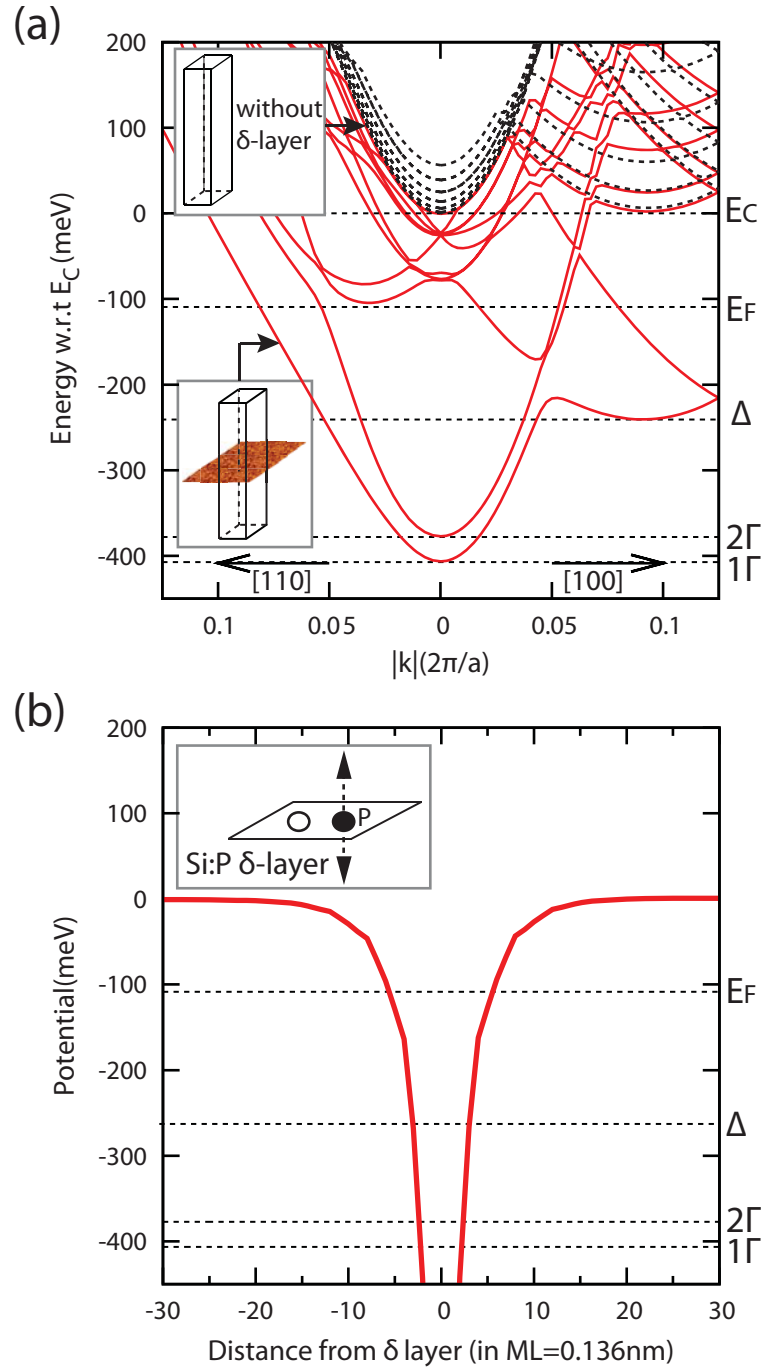 (a)
200
100
0
-100
-200
-300
-400
Energy w.r.t E_C (meV)
without
δ-layer
EC
EF
Δ
2Γ
1Γ
[110]
[100]
0.1
0.05
0
0.05
0.1
|k|(2π/a)
(b)
200
100
0
-100
-200
-300
-400
Potential(meV)
P
Si:P δ-layer
EF
Δ
2Γ
1Γ
-30
-20
-10
0
10
20
30
Distance from δ layer (in ML=0.136nm)